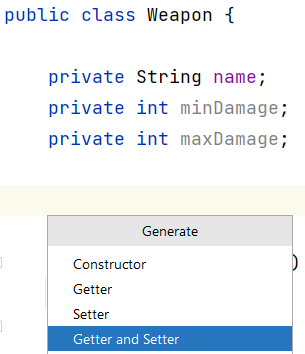 public class Weapon {
private String name;
private int minDamage;
private int maxDamage;
Generate
)
Constructor
Getter
Setter
Getter and Setter